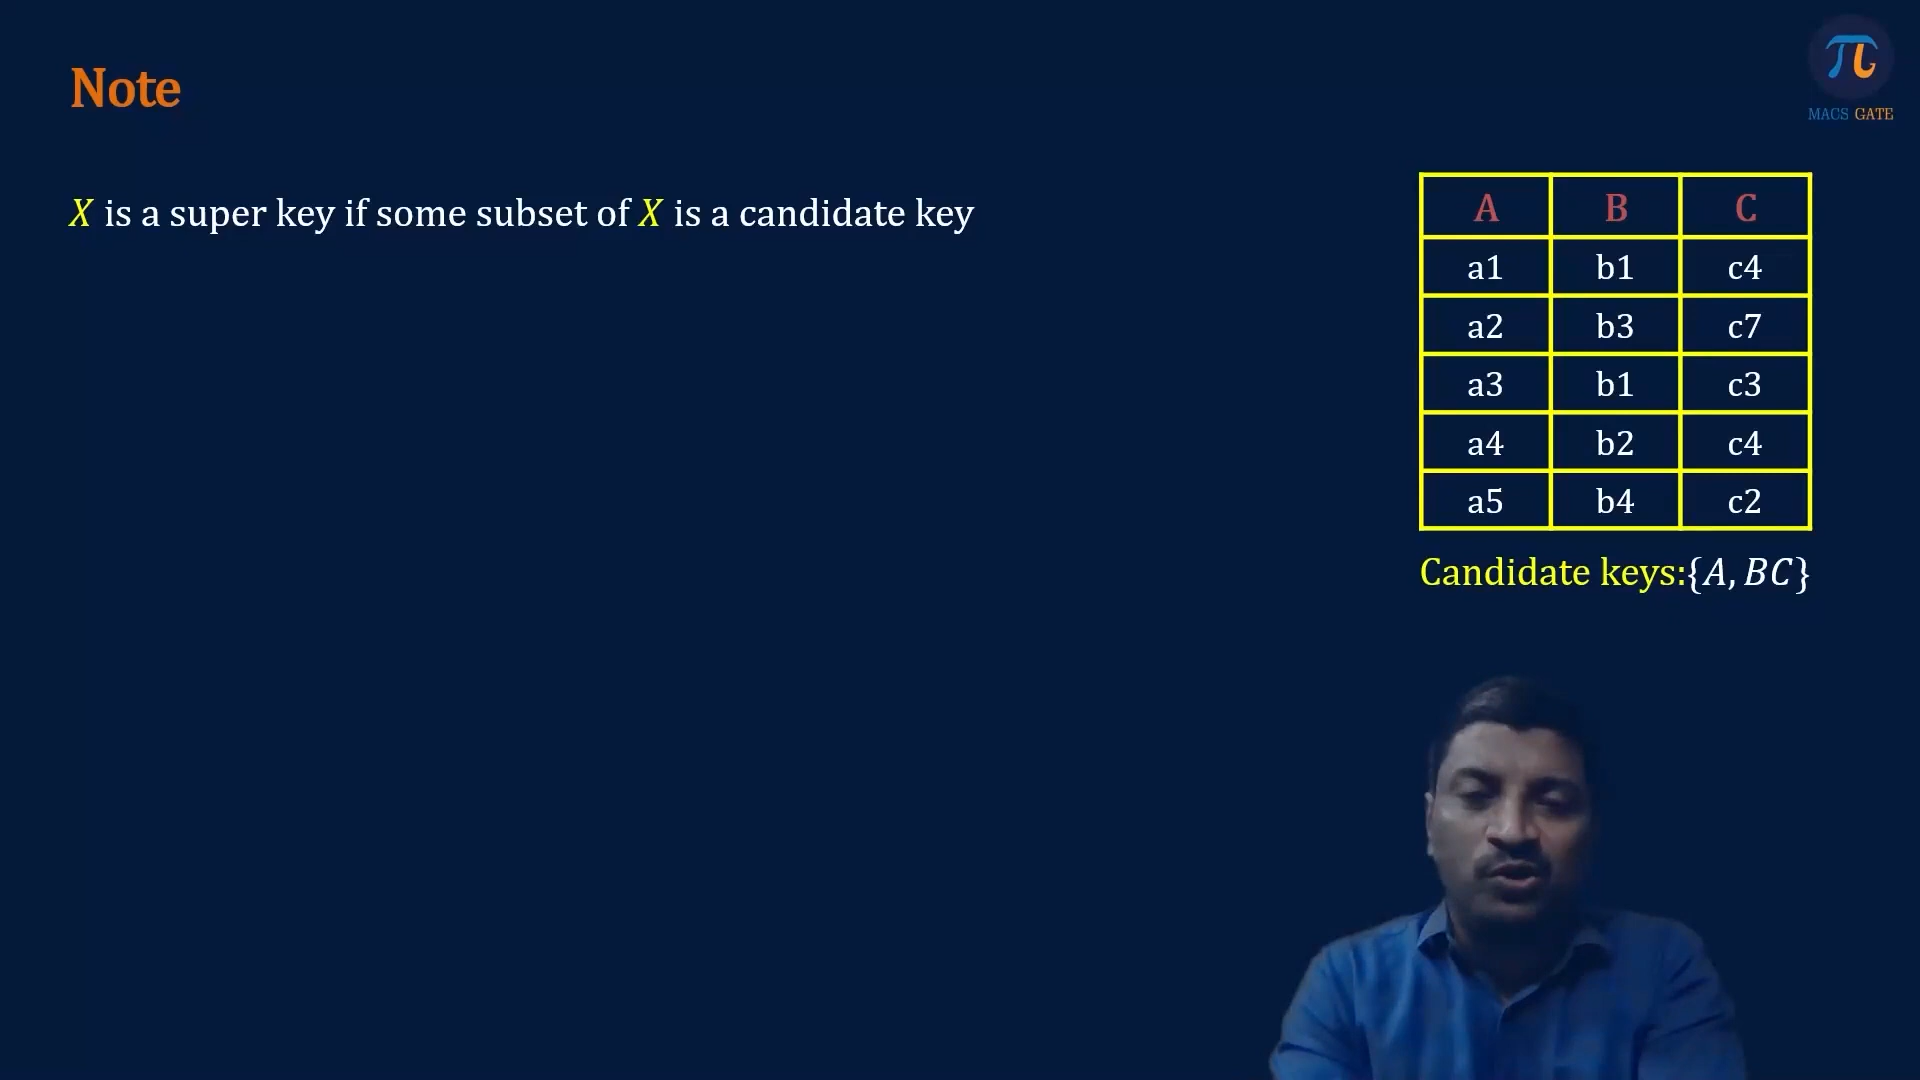 Note
MACS GATE
X is a super key if some subset of X is a candidate key
A B C
a1 b1 c4
a2 b3 c7
a3 b1 c3
a4 b2 c4
a5 b4 c2
Candidate keys:{A, BC}